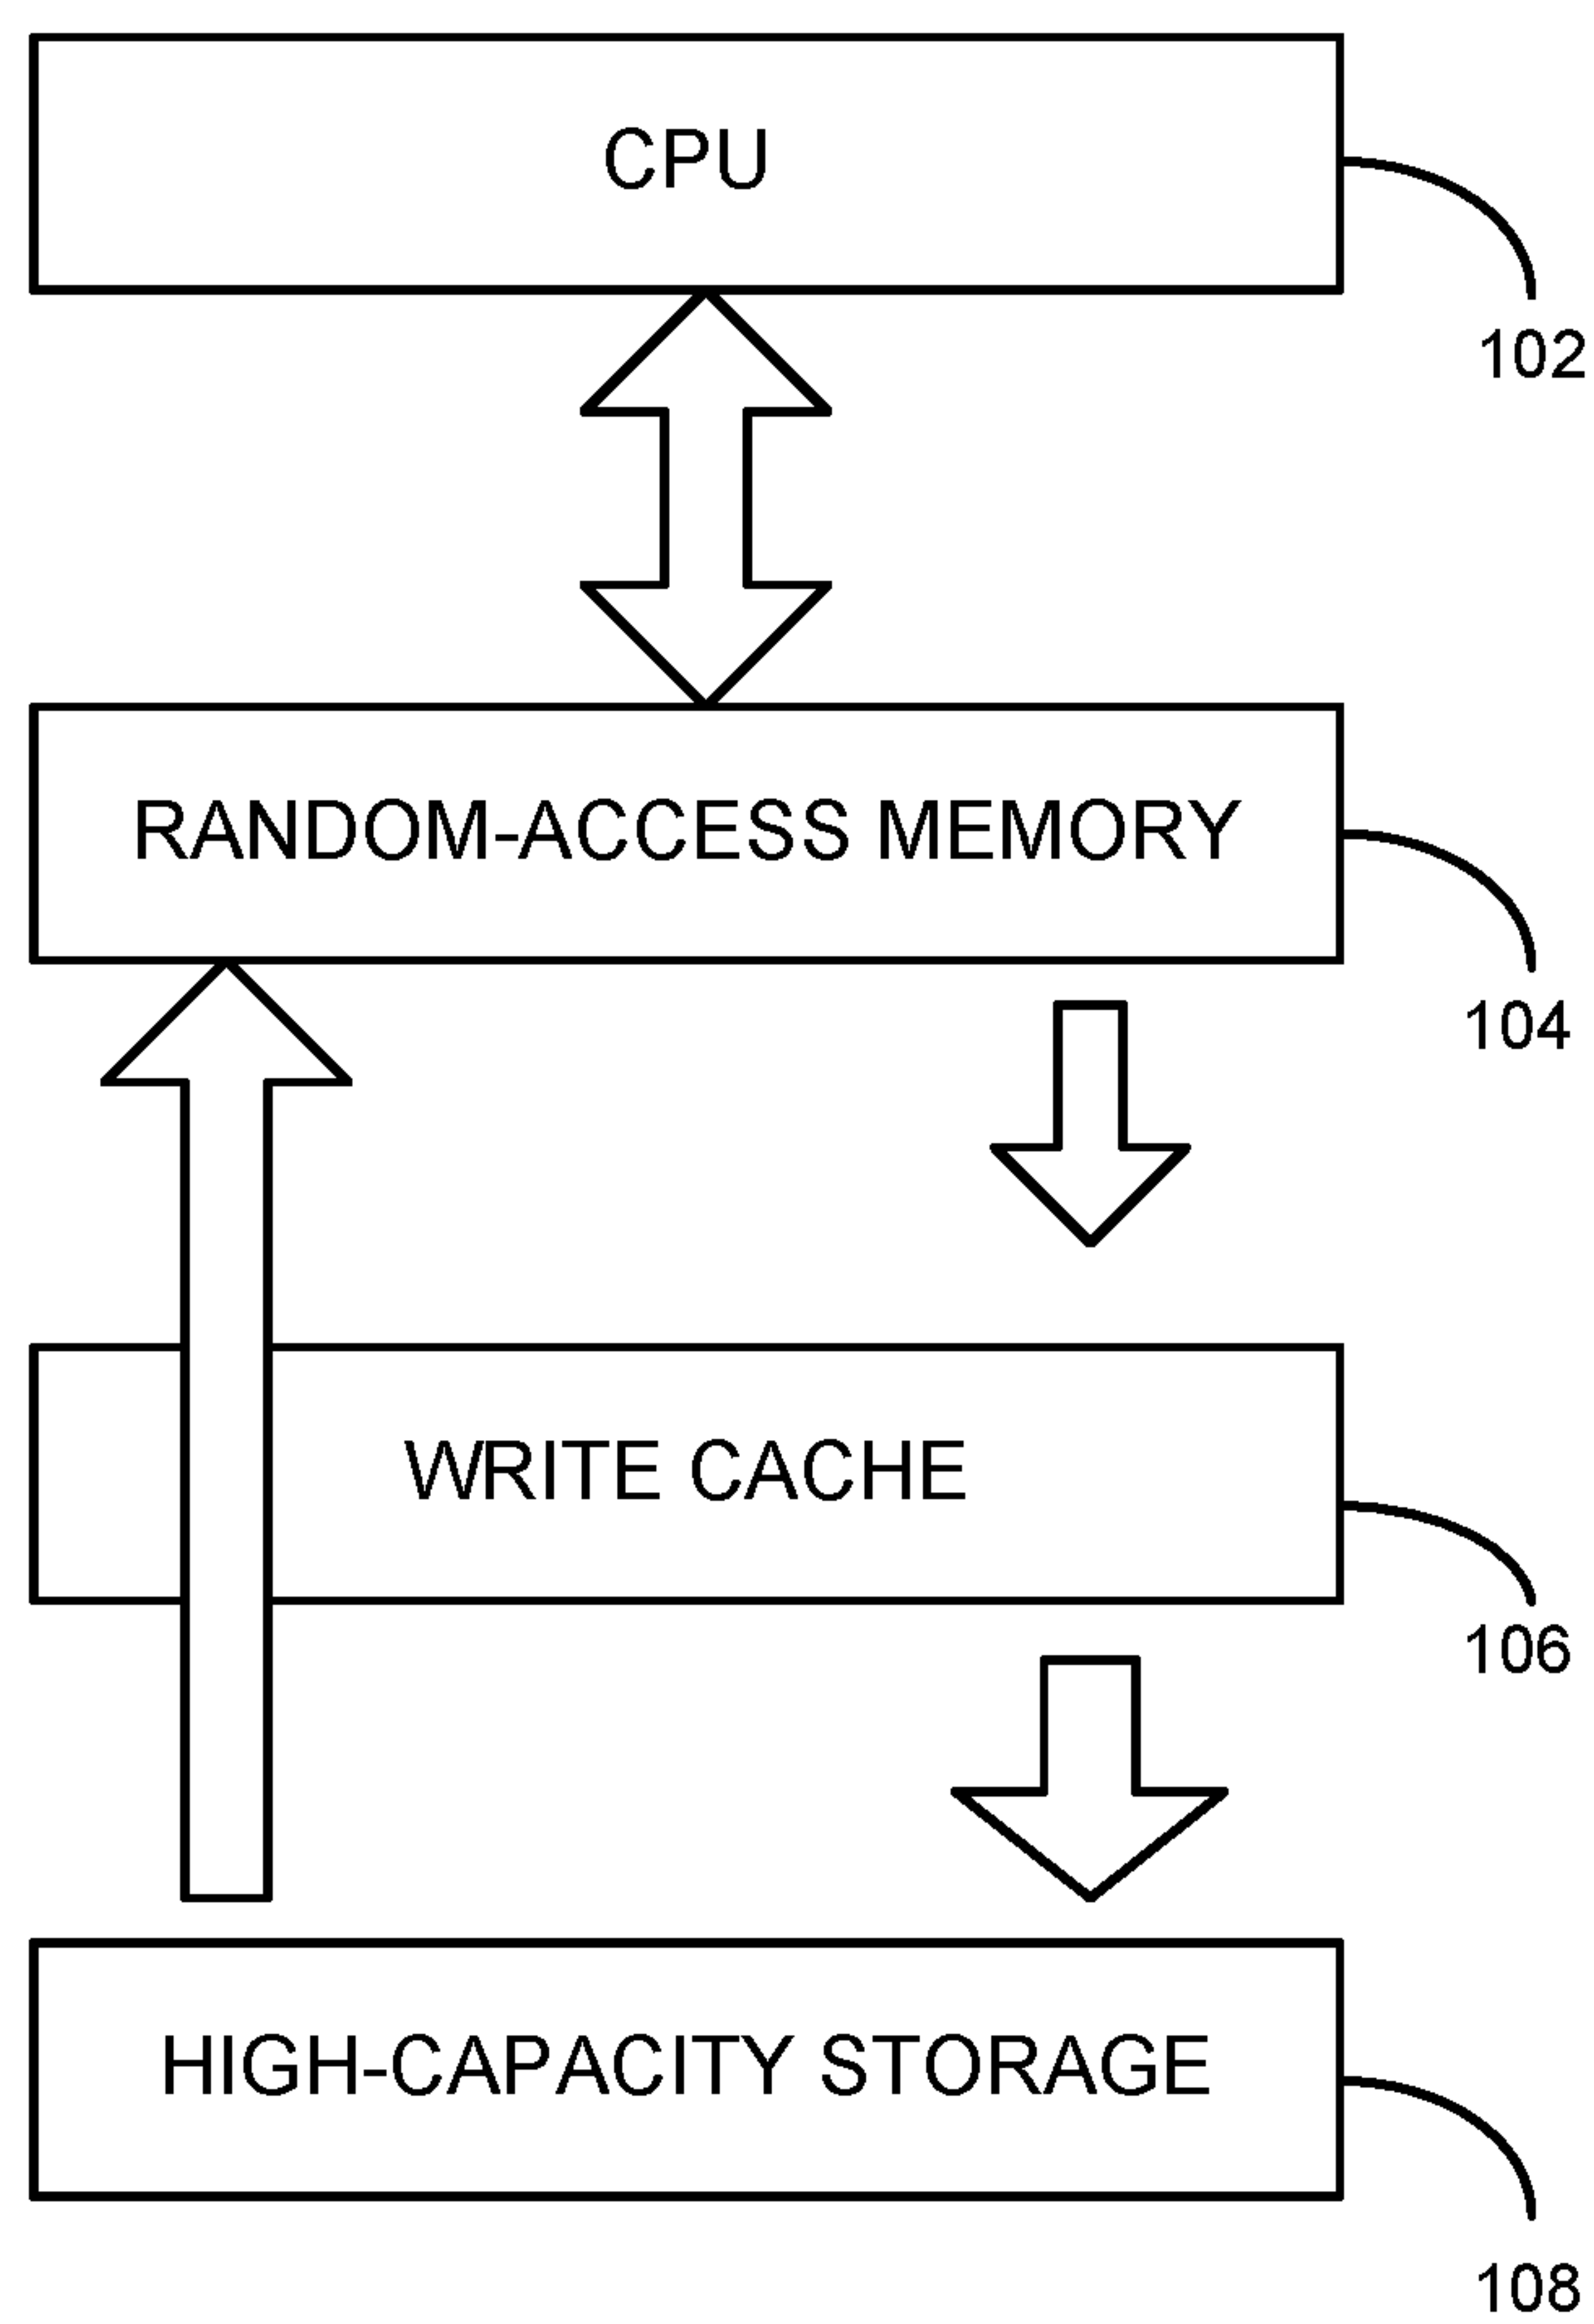 CPU
102
RANDOM-ACCESS MEMORY
104
WRITE CACHE
106
HIGH-CAPACITY STORAGE
108